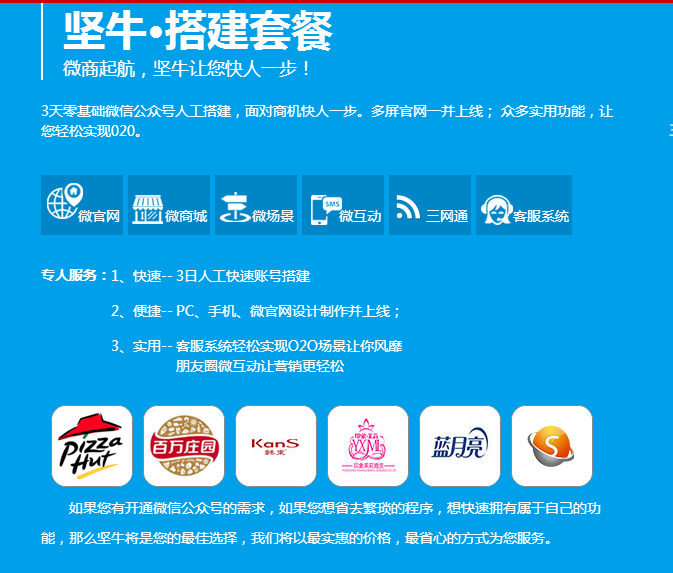 坚牛•搭建套餐
微商起航，坚牛让您快人一步！
3天零基础微信公众号人工搭建，面对商机快人一步。多屏官网一并上线； 众多实用功能，让
您轻松实现020。
微官网 微商城 微场景 SMS 微互动 三网通 客服系统
专人服务：1、快速-- 3日人工快速账号搭建
2、便捷-- PC、手机、微官网设计制作并上线；
3、实用-- 客服系统轻松实现O2O场景让你风靡
朋友圈微互动让营销更轻松
Pizza Hut 百万庄园 KanS 韩束 YXML 蓝月亮 S
如果您有开通微信公众号的需求，如果您想省去繁琐的程序，想快速拥有属于自己的功
能，那么坚牛将是您的最佳选择，我们将以最实惠的价格，最省心的方式为您服务。